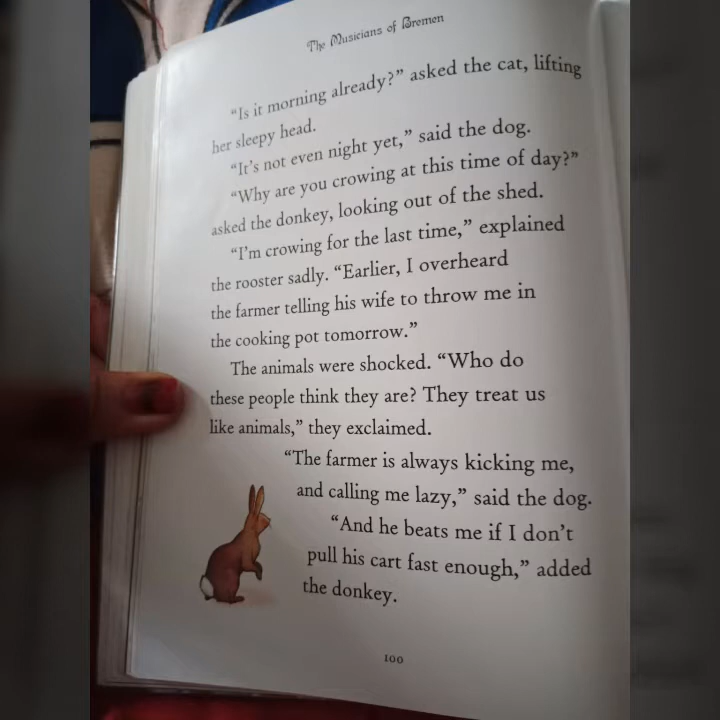 The Musicians of Bremen
“Is it morning already?” asked the cat, lifting
her sleepy head.
“It’s not even night yet,” said the dog.
“Why are you crowing at this time of day?”
asked the donkey, looking out of the shed.
“I’m crowing for the last time,” explained
the rooster sadly. “Earlier, I overheard
the farmer telling his wife to throw me in
the cooking pot tomorrow.”
The animals were shocked. “Who do
these people think they are? They treat us
like animals,” they exclaimed.
“The farmer is always kicking me,
and calling me lazy,” said the dog.
“And he beats me if I don’t
pull his cart fast enough,” added
the donkey.
100